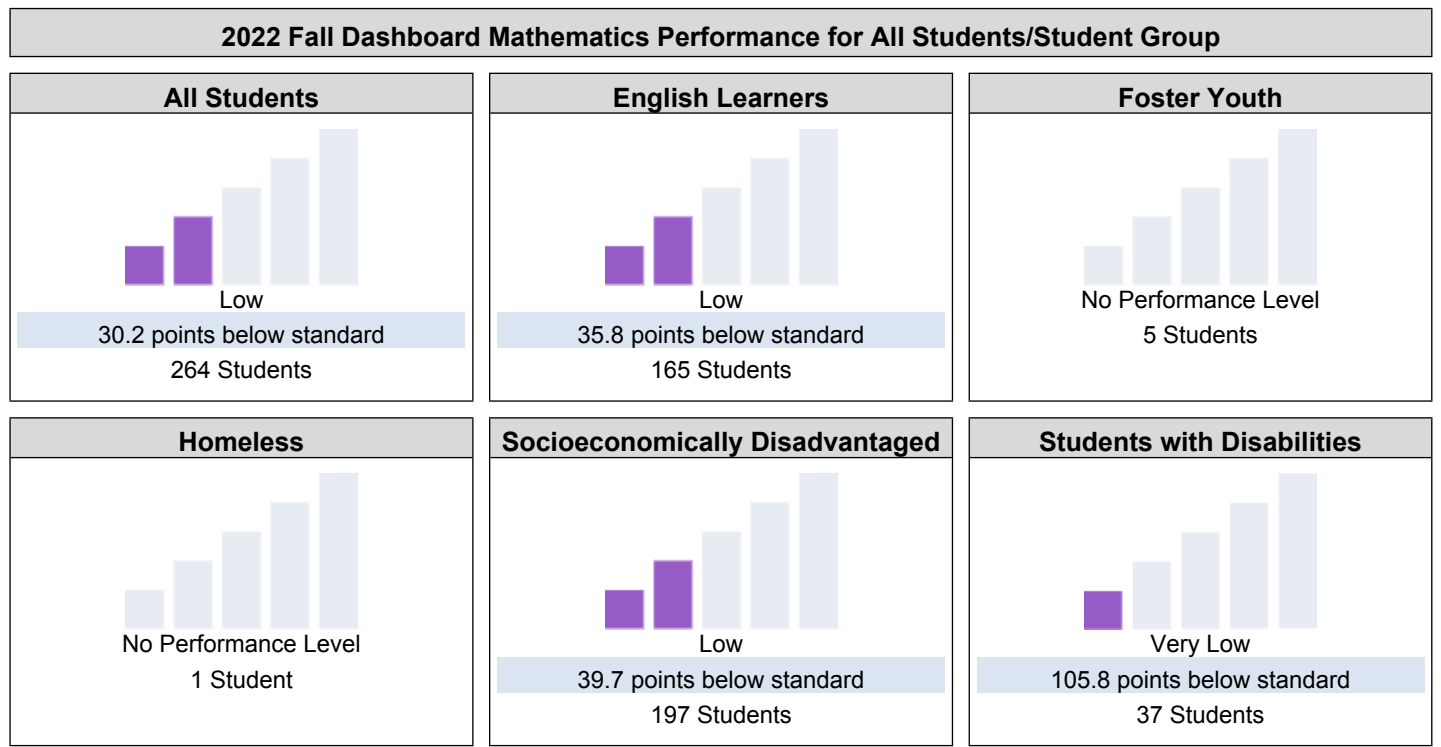 2022 Fall Dashboard Mathematics Performance for All Students/Student Group
All Students
Low
30.2 points below standard
264 Students
English Learners
Low
35.8 points below standard
165 Students
Foster Youth
No Performance Level
5 Students
Homeless
No Performance Level
1 Student
Socioeconomically Disadvantaged
Low
39.7 points below standard
197 Students
Students with Disabilities
Very Low
105.8 points below standard
37 Students